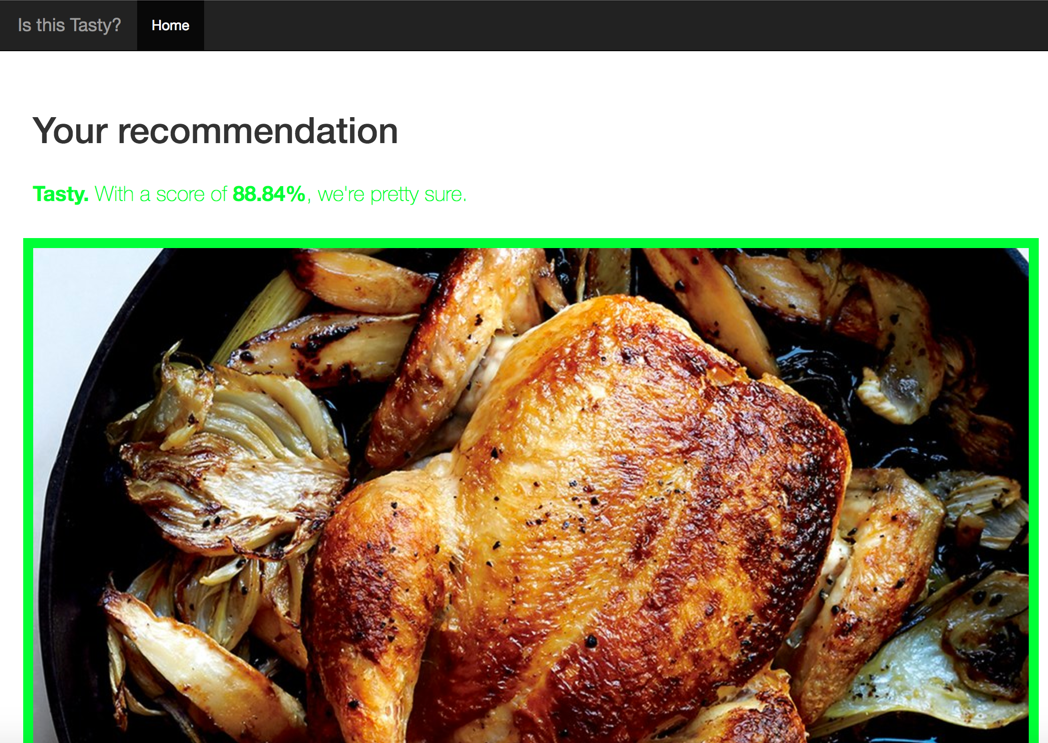 Is this Tasty? Home
Your recommendation
Tasty. With a score of 88.84%, we're pretty sure.